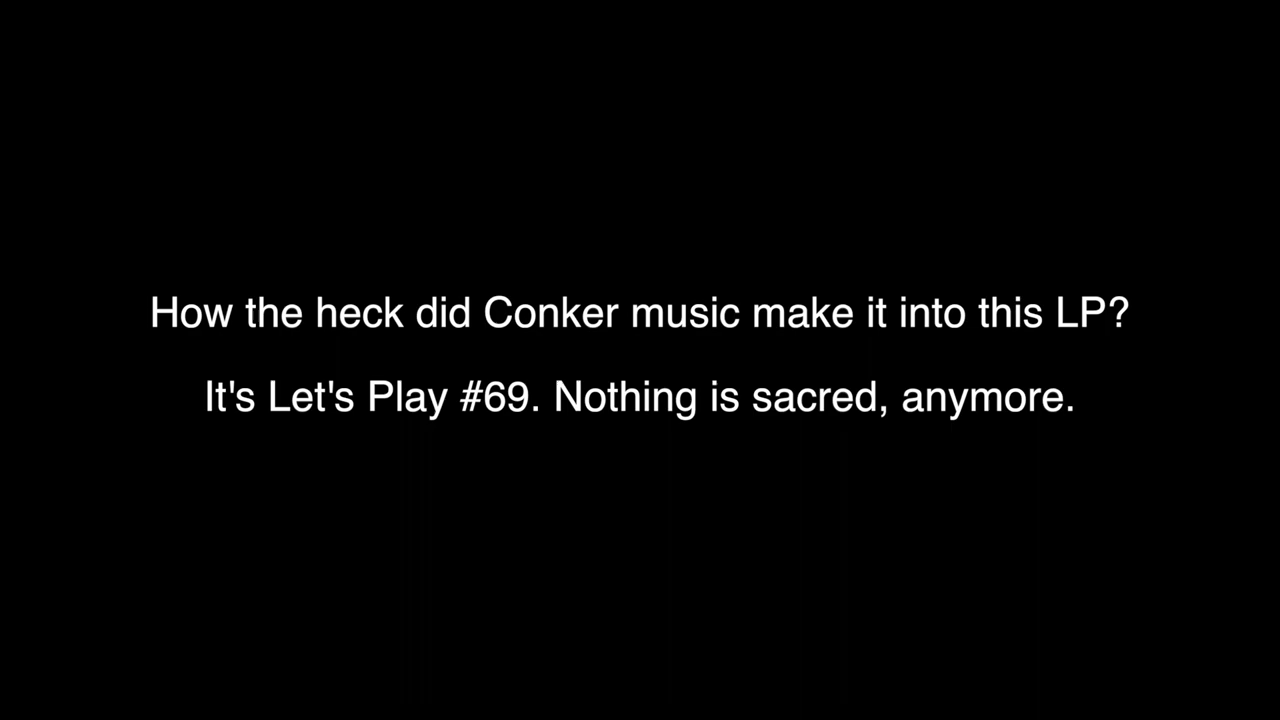 How the heck did Conker music make it into this LP?
It's Let's Play #69. Nothing is sacred, anymore.